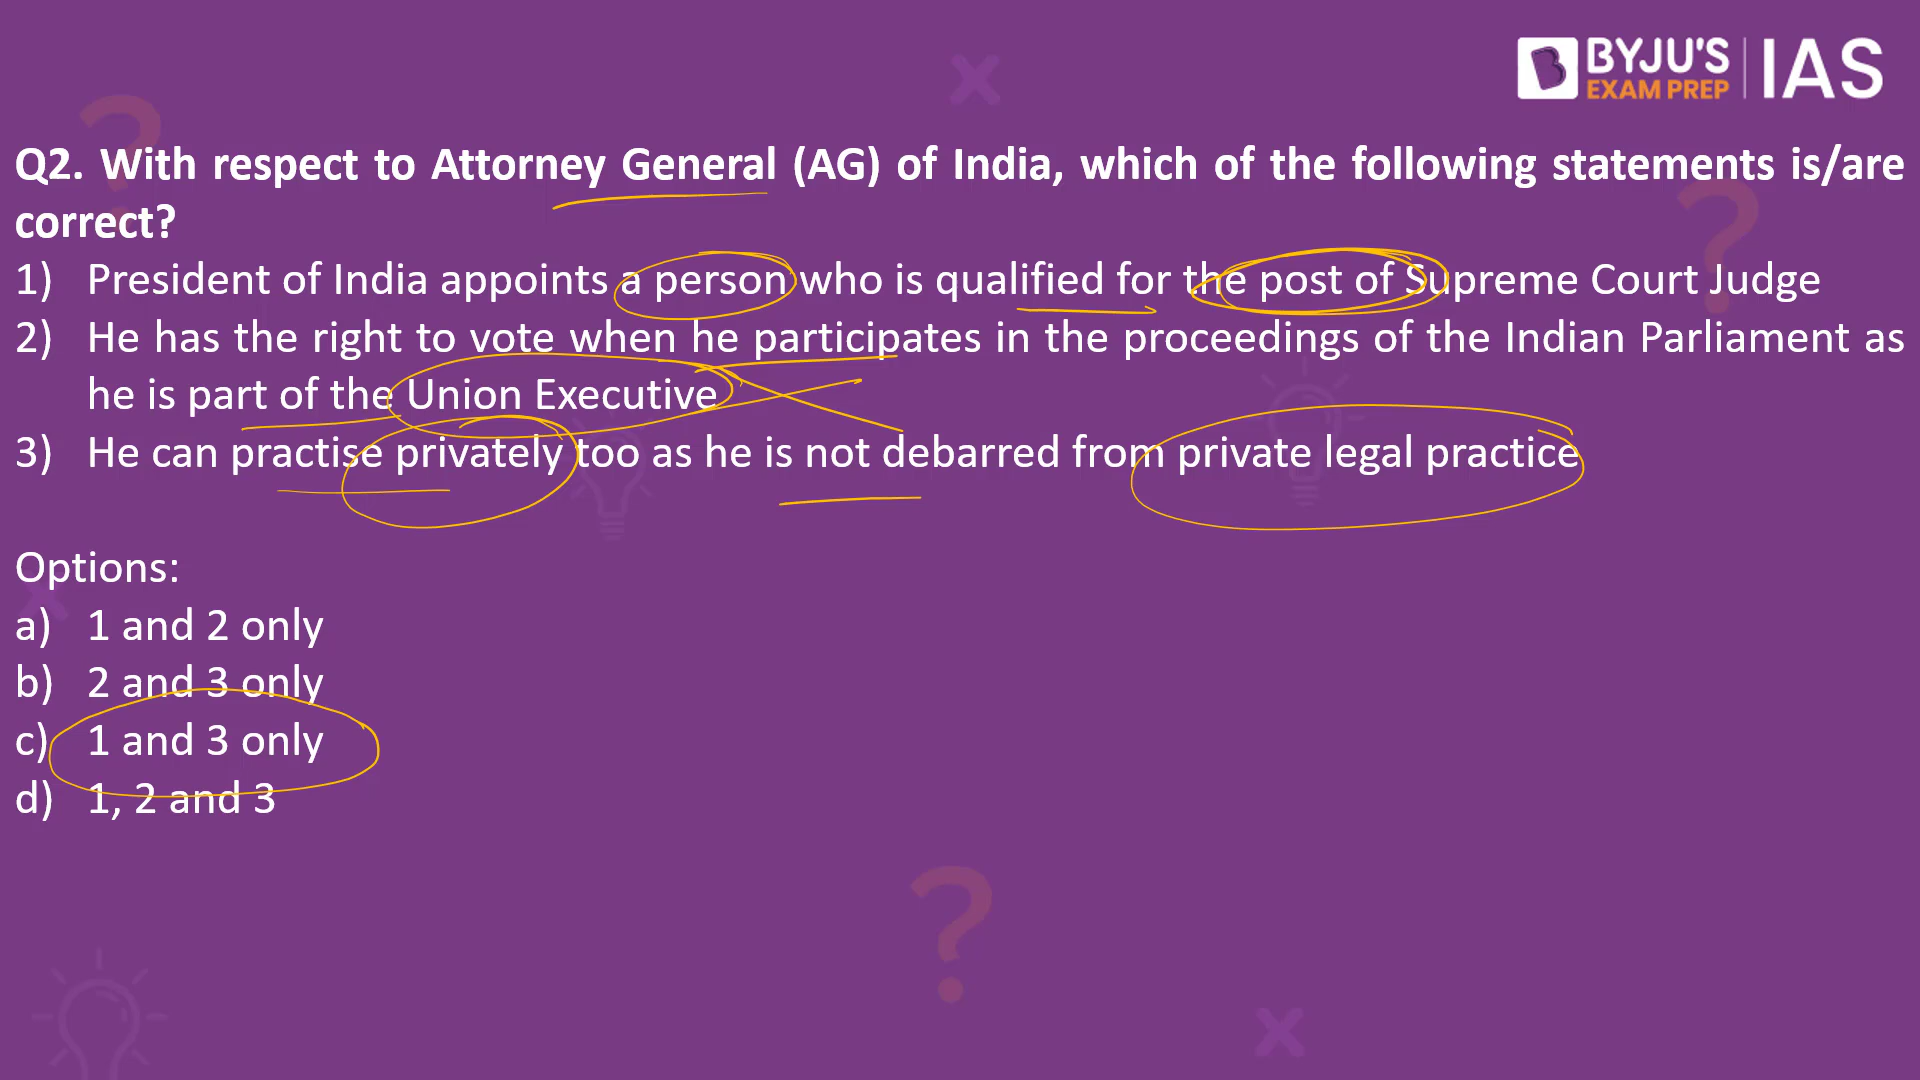 BYJU'S
EXAM PREP
IAS
Q2. With respect to Attorney General (AG) of India, which of the following statements is/are
correct?
1) President of India appoints a person who is qualified for the post of Supreme Court Judge
2) He has the right to vote when he participates in the proceedings of the Indian Parliament as
he is part of the Union Executive
3) He can practise privately too as he is not debarred from private legal practice
Options:
a) 1 and 2 only
b) 2 and 3 only
c) 1 and 3 only
d) 1, 2 and 3